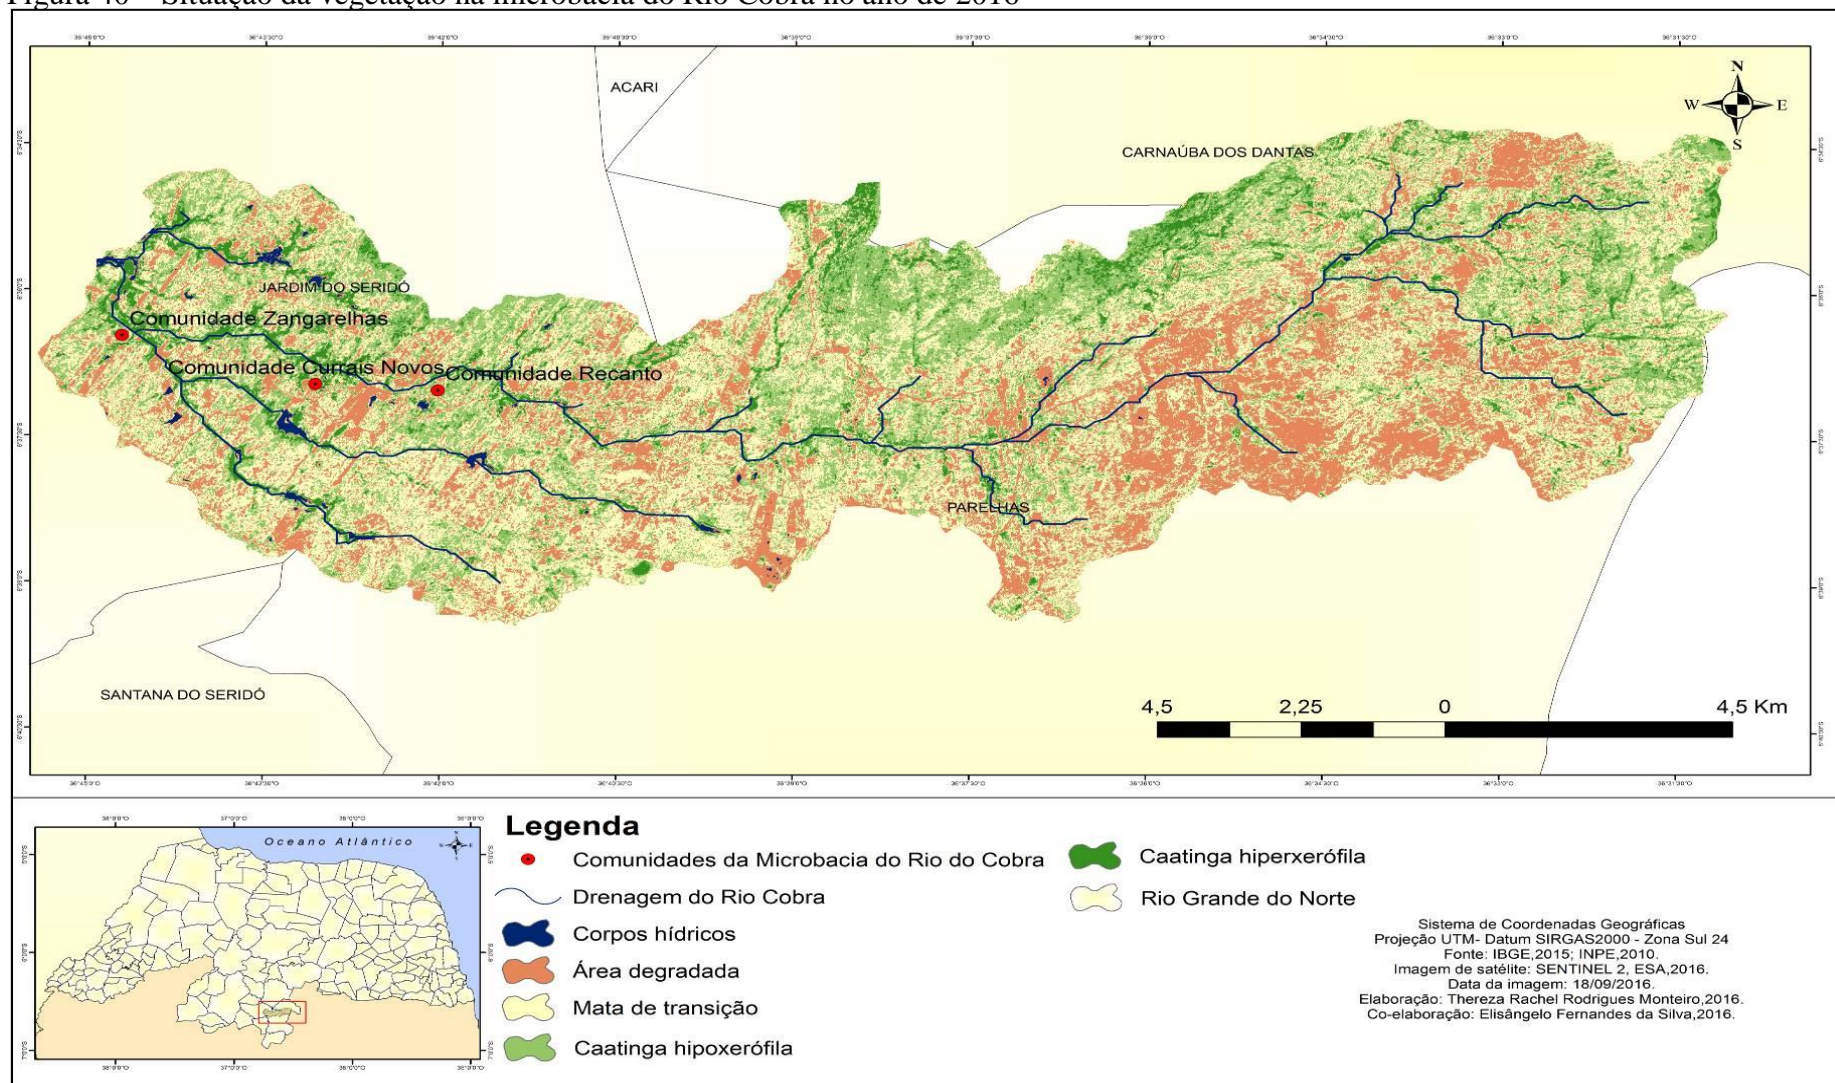 Figura 46 – Situação da vegetação na microbacia do Rio Cobra no ano de 2016
ACARI
N
W E
S
CARNAÚBA DOS DANTAS
JARDIM DO SERIDÓ
Comunidade Zangarelhas
Comunidade Currais Novos
Comunidade Recanto
PARELHAS
SANTANA DO SERIDÓ
4,5 2,25 0 4,5 Km
Oceano Atlântico
Legenda
Comunidades da Microbacia do Rio do Cobra
Drenagem do Rio Cobra
Corpos hídricos
Área degradada
Mata de transição
Caatinga hipoxerófila
Caatinga hiperxerófila
Rio Grande do Norte
Sistema de Coordenadas Geográficas
Projeção UTM- Datum SIRGAS2000 - Zona Sul 24
Fonte: IBGE,2015; INPE,2010.
Imagem de satélite: SENTINEL 2, ESA,2016.
Data da imagem: 18/09/2016.
Elaboração: Thereza Rachel Rodrigues Monteiro,2016.
Co-elaboração: Elisângelo Fernandes da Silva,2016.